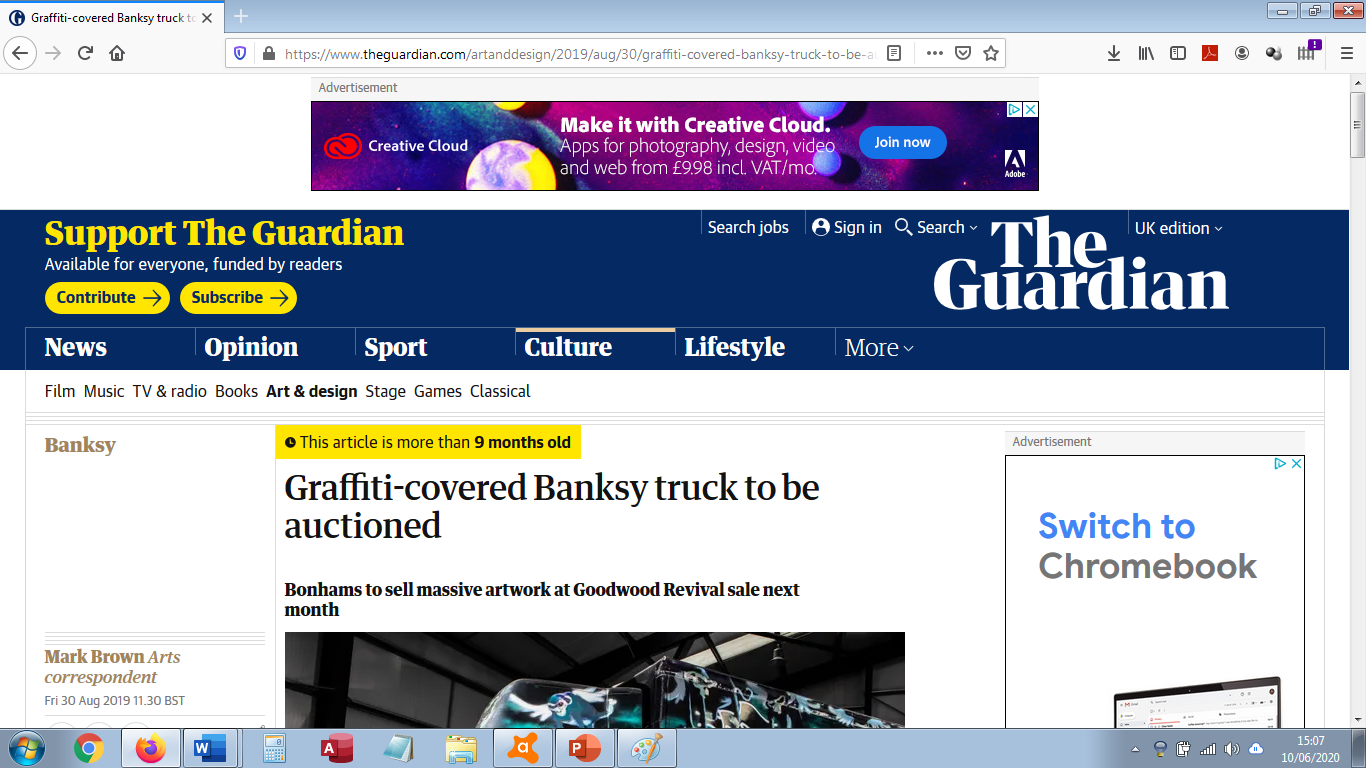 Graffiti-covered Banksy truck to
https://www.theguardian.com/artanddesign/2019/aug/30/graffiti-covered-banksy-truck-to-be-au
Advertisement
Creative Cloud
Make it with Creative Cloud.
Apps for photography, design, video
and web from £9.98 incl. VAT/mo.
Join now
Adobe
Support The Guardian
Available for everyone, funded by readers
Contribute
Subscribe
Search jobs
Sign in
Search
UK edition
The
Guardian
News
Opinion
Sport
Culture
Lifestyle
More
Film Music TV & radio Books Art & design Stage Games Classical
Banksy
This article is more than 9 months old
Graffiti-covered Banksy truck to be
auctioned
Bonhams to sell massive artwork at Goodwood Revival sale next
month
Mark Brown Arts
correspondent
Fri 30 Aug 2019 11.30 BST
Advertisement
Switch to
Chromebook
15:07
10/06/2020